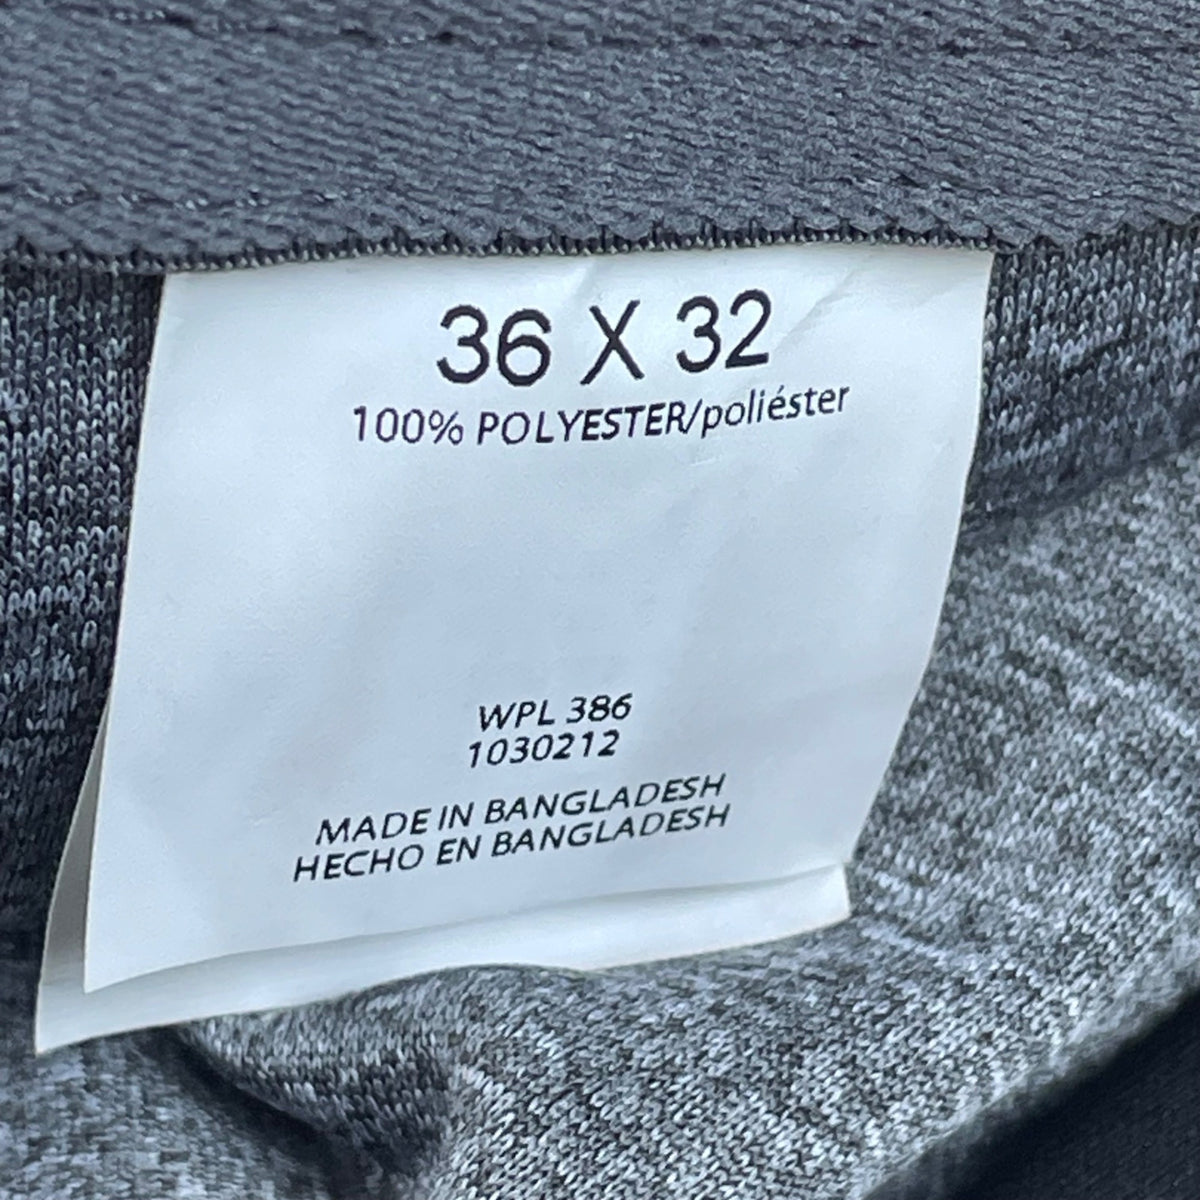 36 X 32
100% POLYESTER/poliéster
WPL 386
1030212
MADE IN BANGLADESH
HECHO EN BANGLADESH